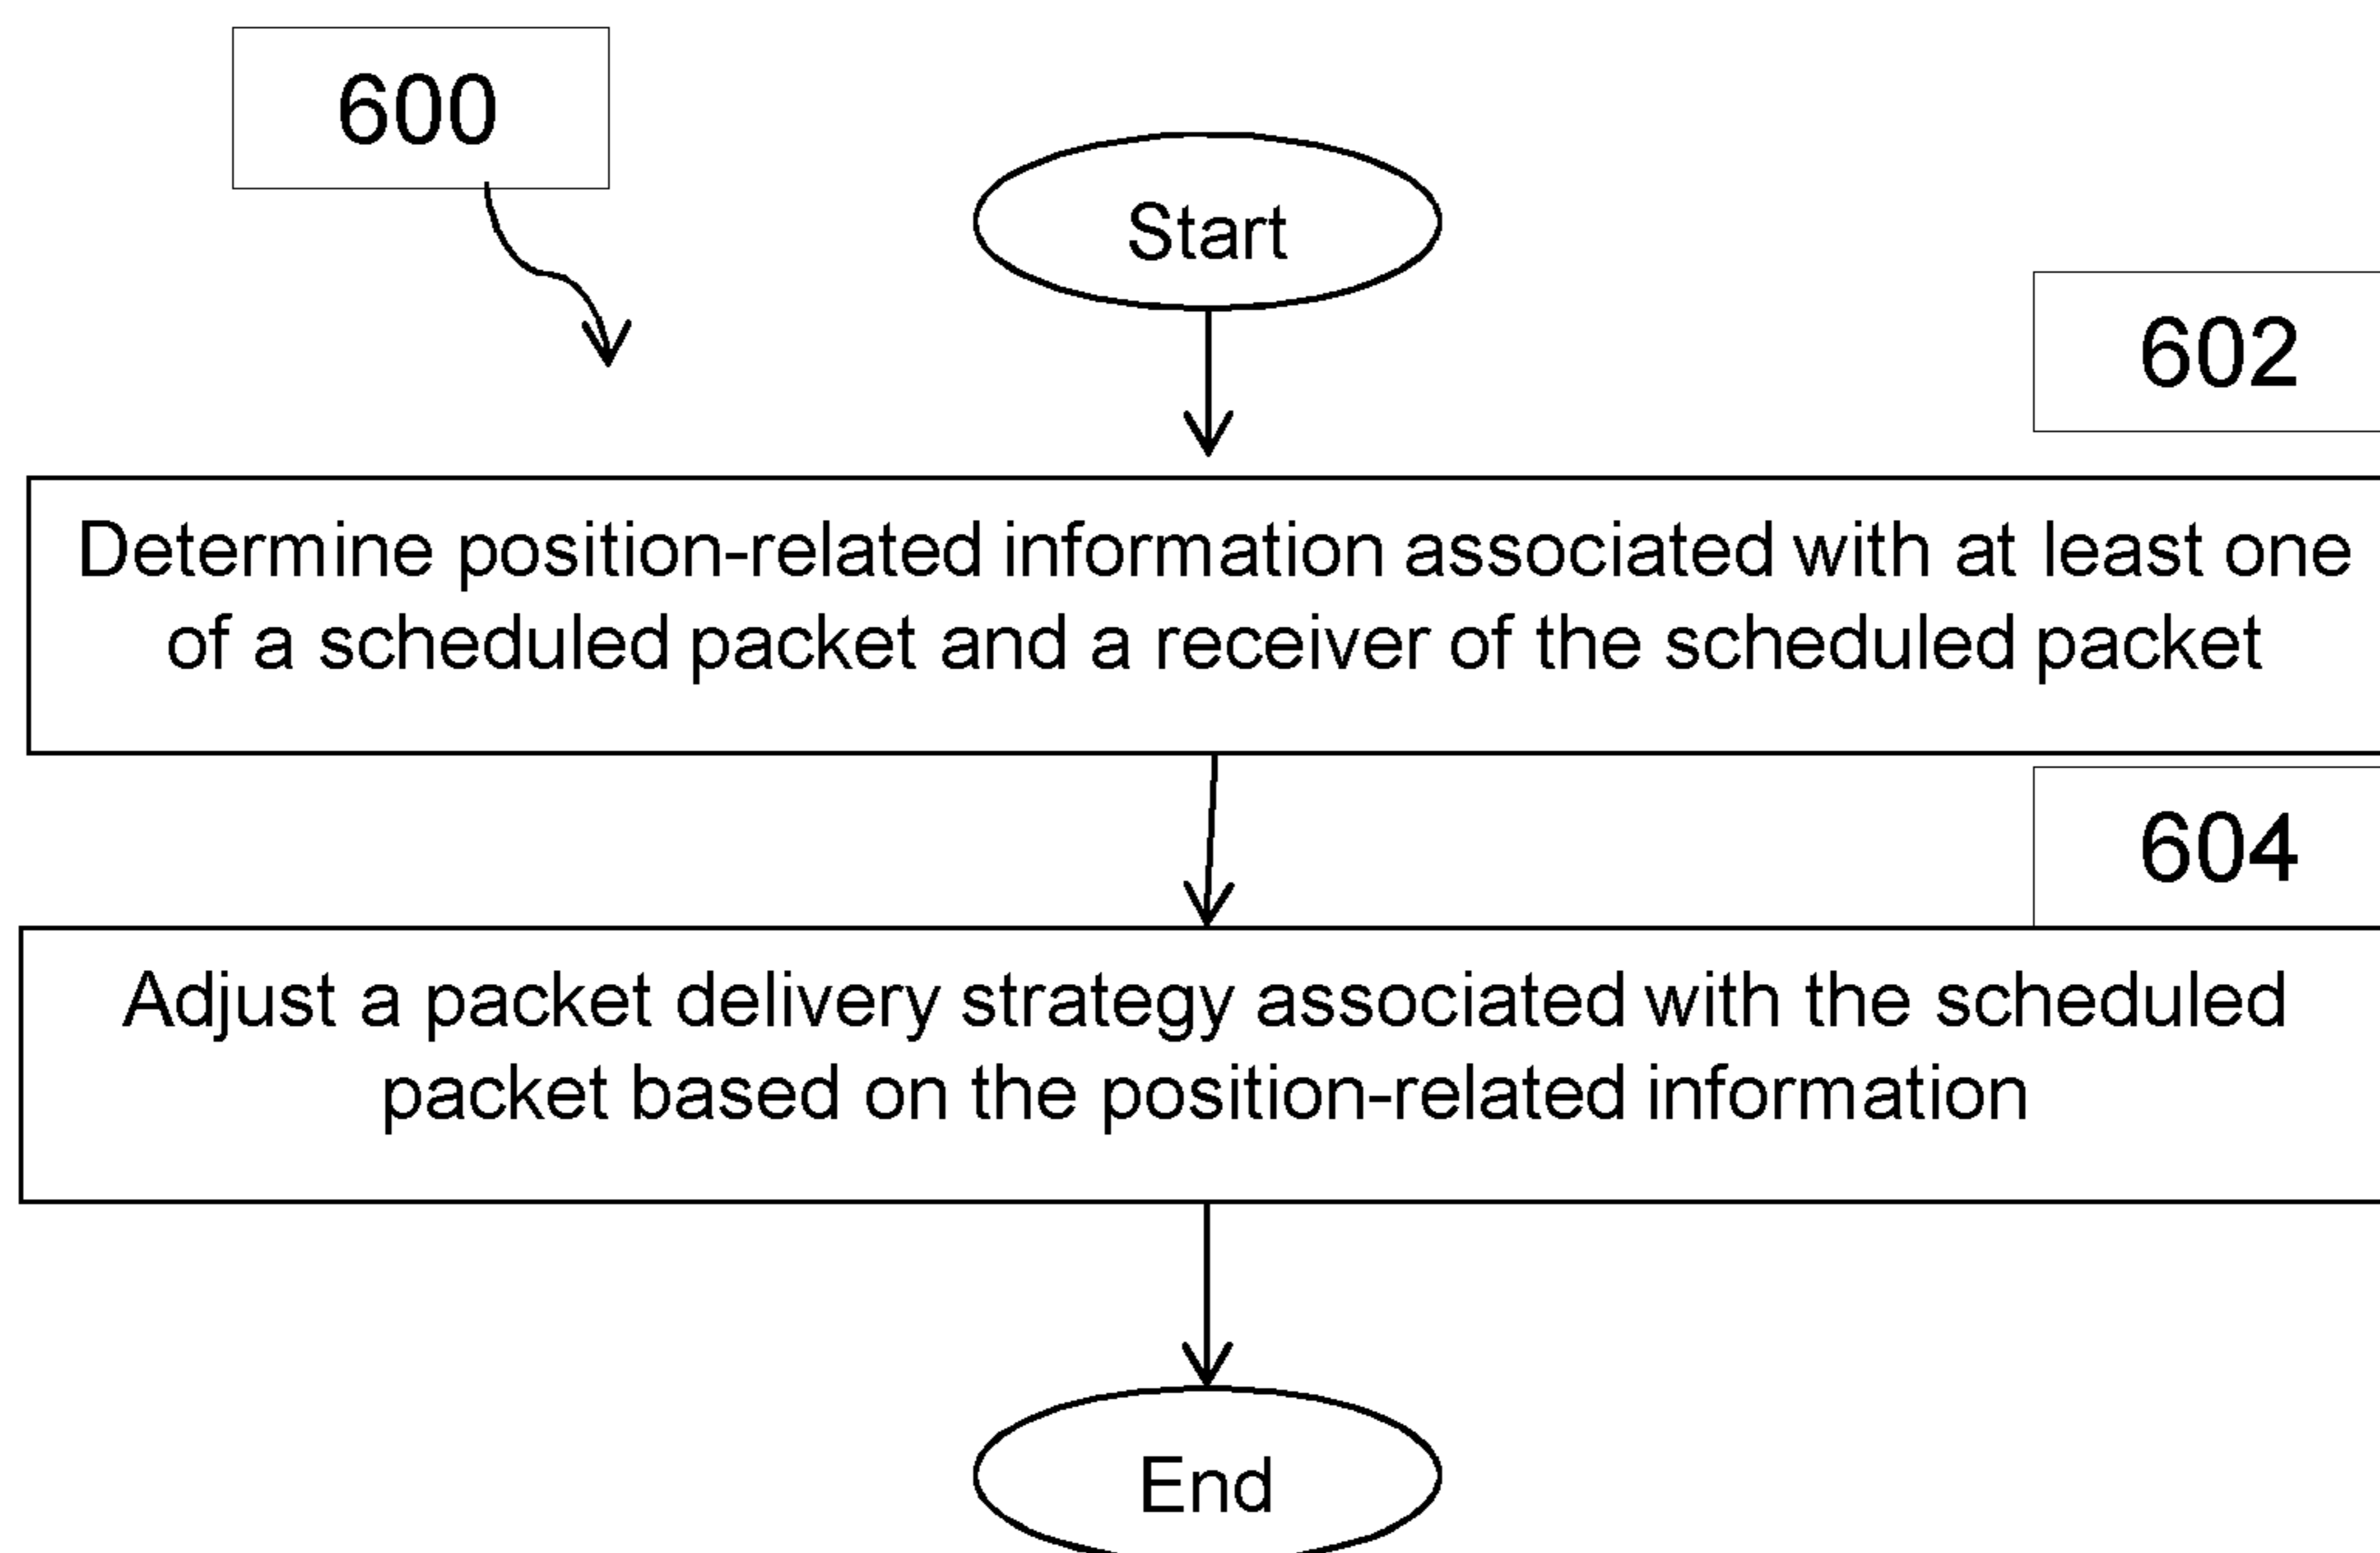 600
Start
602
Determine position-related information associated with at least one
of a scheduled packet and a receiver of the scheduled packet
604
Adjust a packet delivery strategy associated with the scheduled
packet based on the position-related information
End